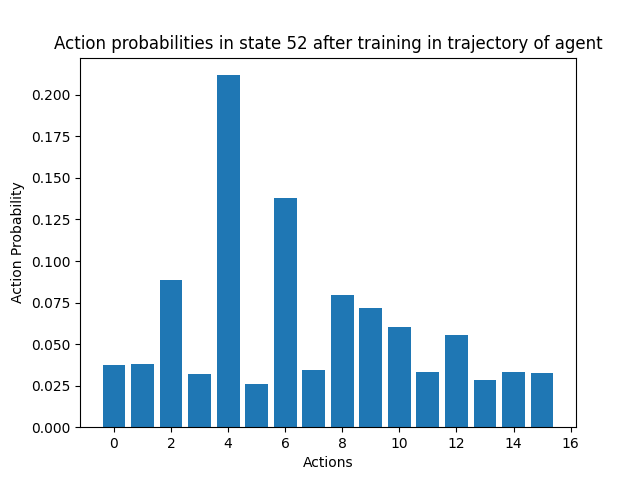 Action probabilities in state 52 after training in trajectory of agent
0.200
0.175
0.150
0.125
0.100
0.075
0.050
0.025
0.000
Action Probability
0 2 4 6 8 10 12 14 16
Actions